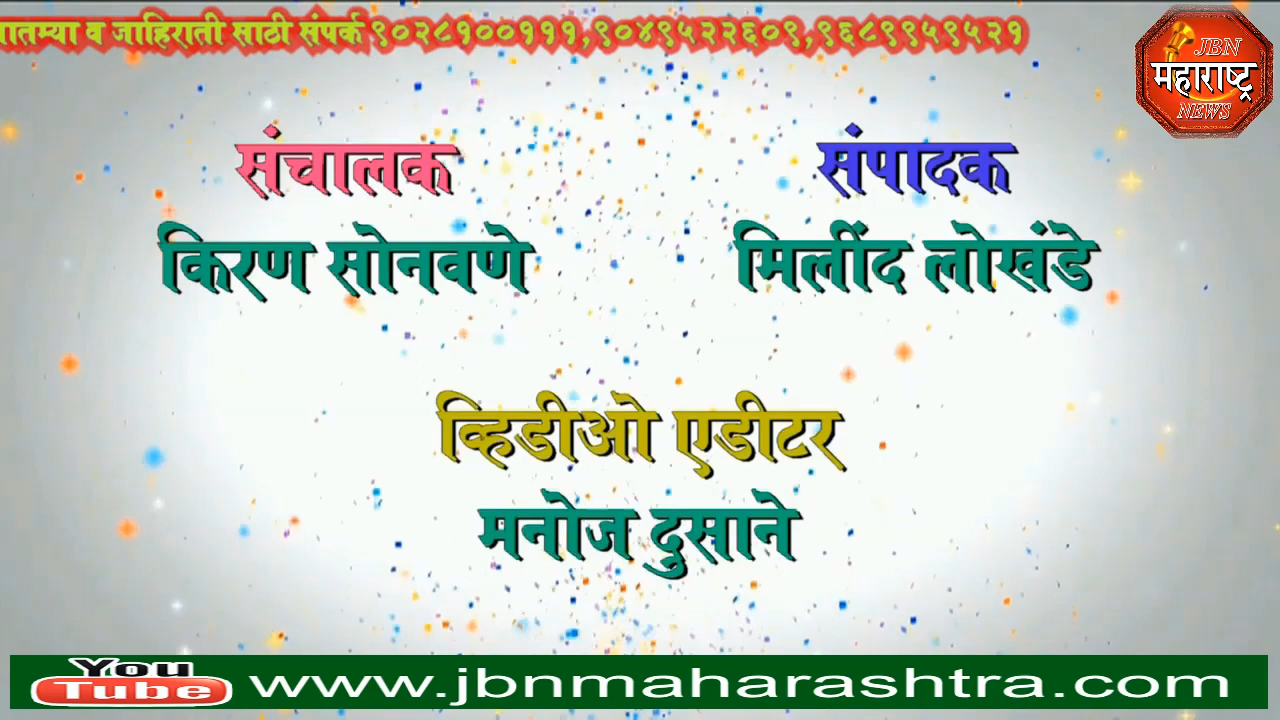 व जाहिराती साठी संपर्क ९०२८१००१११,९०४९५२२६०९,९६८९९५९५२१
JBN
महाराष्ट्र
NEWS
संचालक
संपादक
किरण सोनवणे
मिलींद लोखंडे
व्हिडीओ एडीटर
मनोज दुसाने
You
Tube
www.jbnmaharashtra.com